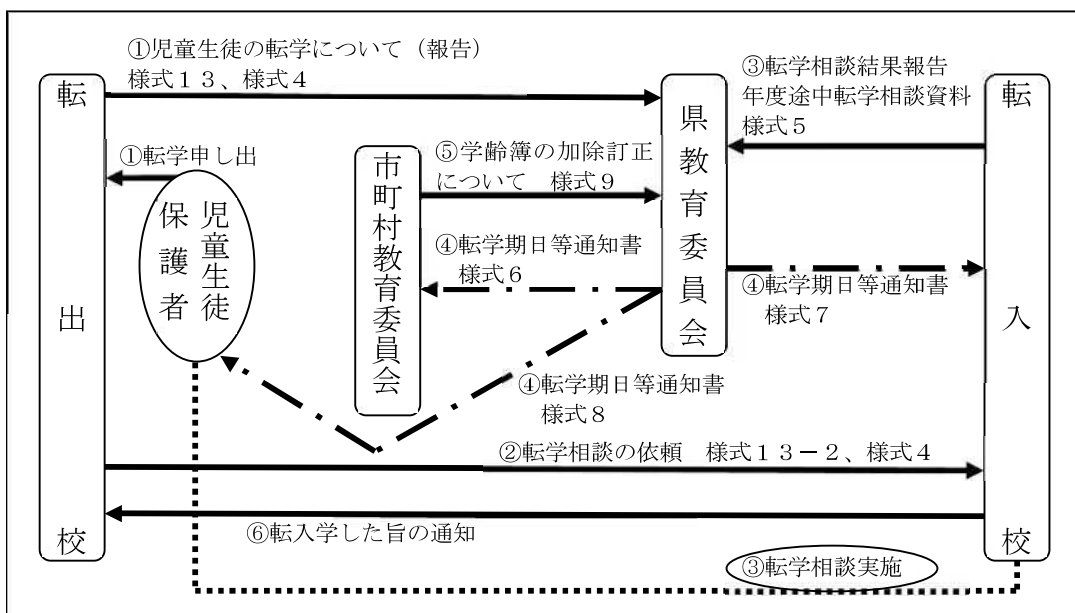 ①児童生徒の転学について（報告）
様式１３、様式４
③転学相談結果報告
年度途中転学相談資料
様式５
転出校
①転学申し出
児童生徒
保護者
市町村教育委員会
⑤学齢簿の加除訂正
について　様式９
県教育委員会
転入校
④転学期日等通知書
様式６
④転学期日等通知書
様式７
④転学期日等通知書
様式８
②転学相談の依頼　様式１３－２、様式４
⑥転入学した旨の通知
③転学相談実施